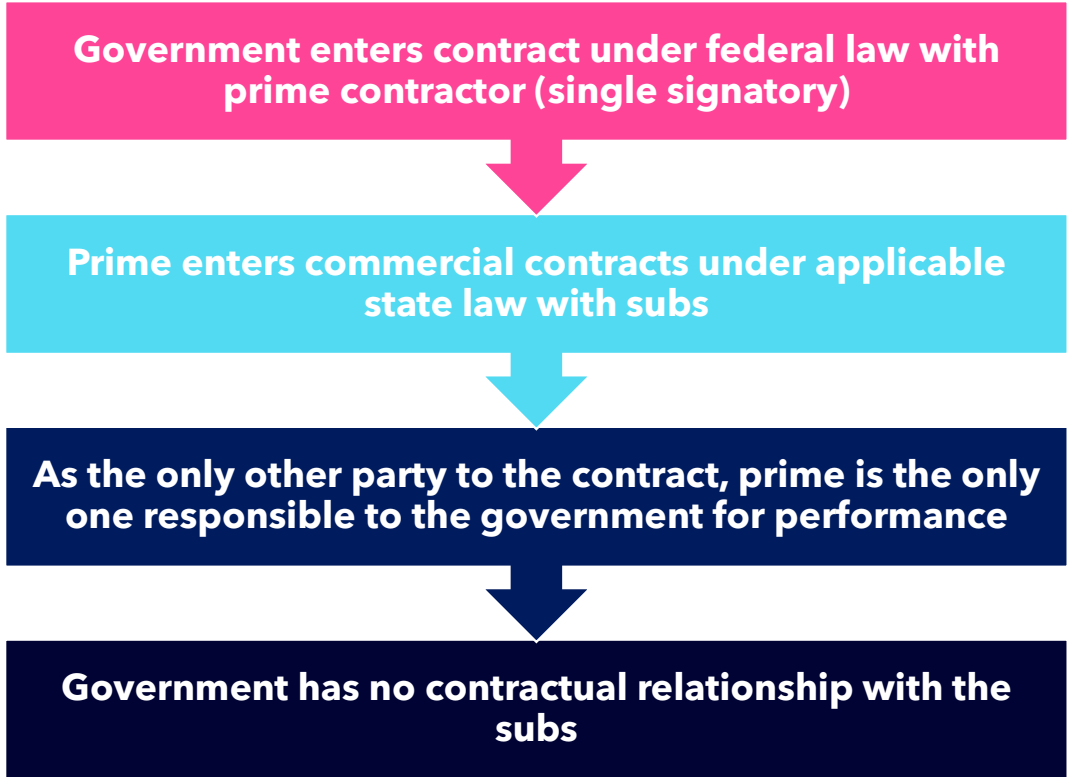 Government enters contract under federal law with
prime contractor (single signatory)
Prime enters commercial contracts under applicable
state law with subs
As the only other party to the contract, prime is the only
one responsible to the government for performance
Government has no contractual relationship with the
subs